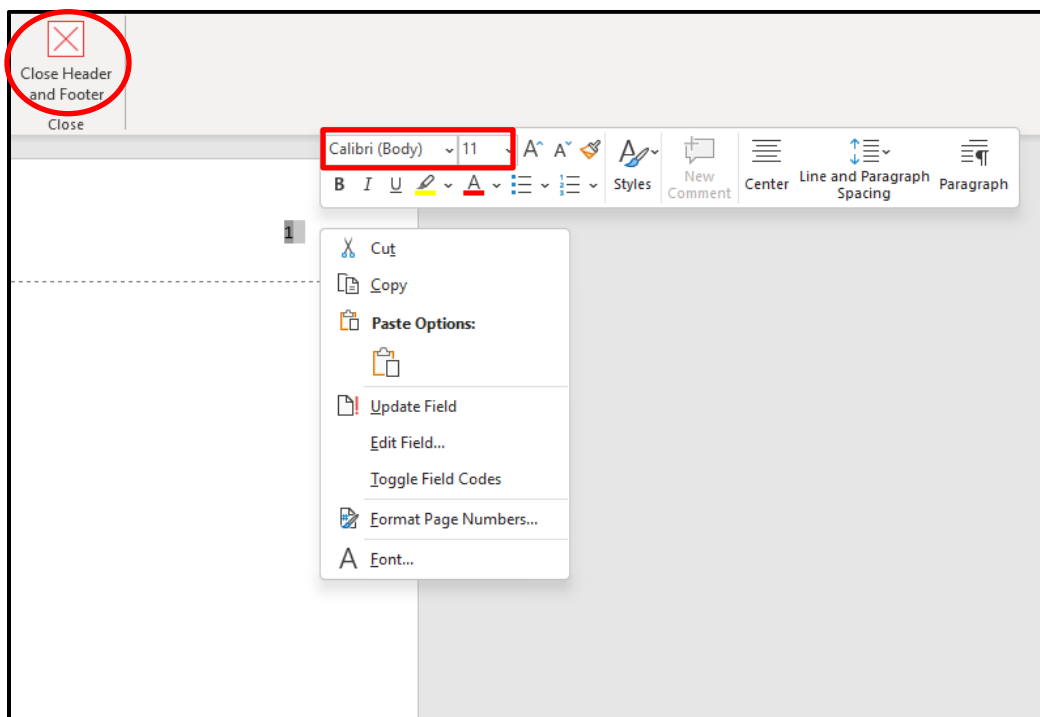 Close Header
and Footer
Close
Calibri (Body) 11 A^ A˅
B I U A Styles New
Comment Center Line and Paragraph
Spacing Paragraph
1
Cut
Copy
Paste Options:
Update Field
Edit Field...
Toggle Field Codes
Format Page Numbers...
A Font...